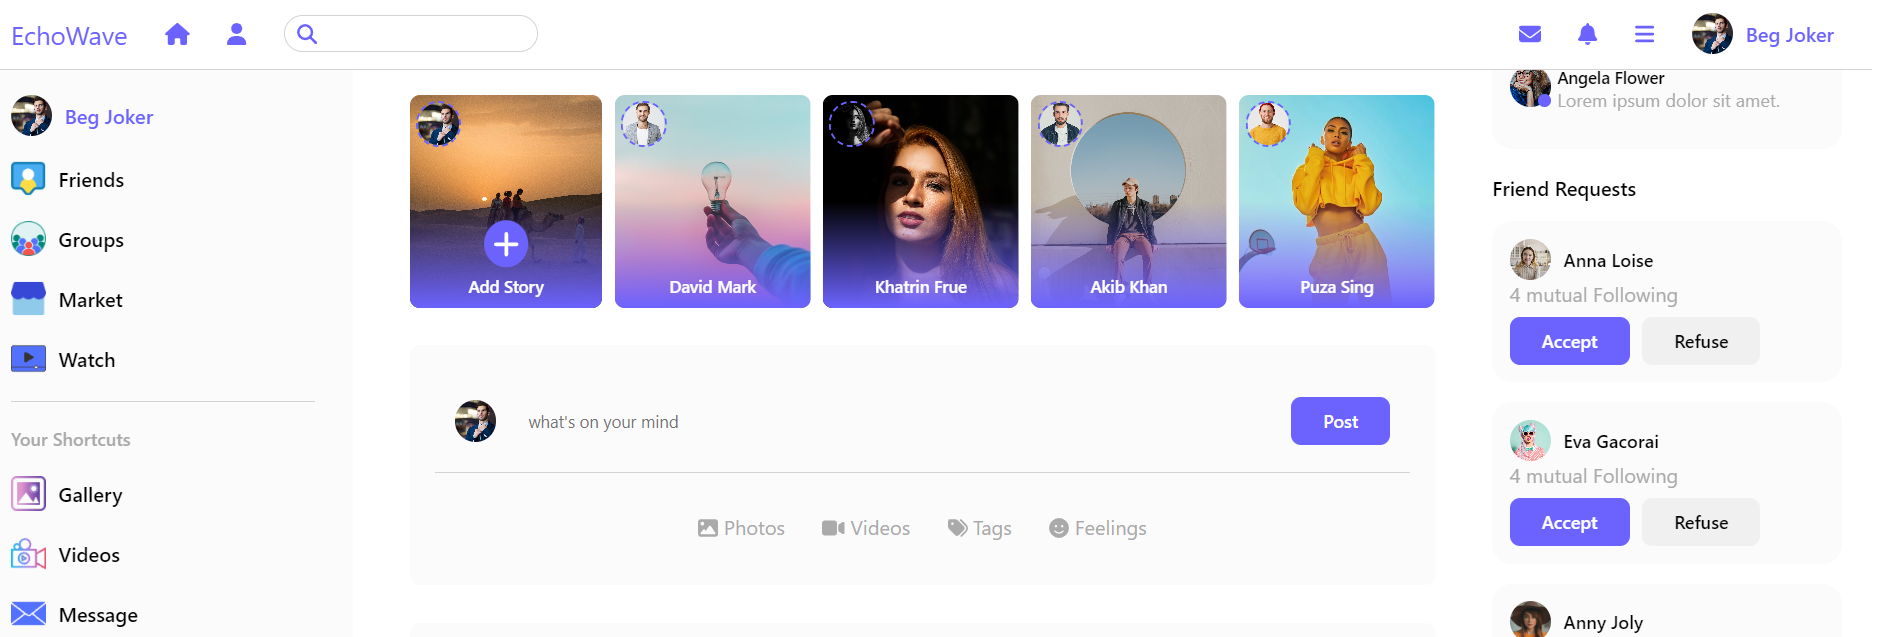 EchoWave
Beg Joker
Beg Joker
Friends
Groups
Market
Watch
Your Shortcuts
Gallery
Videos
Message
Add Story
David Mark
Khatrin Frue
Akib Khan
Puza Sing
what's on your mind
Post
Photos
Videos
Tags
Feelings
Angela Flower
Lorem ipsum dolor sit amet.
Friend Requests
Anna Loise
4 mutual Following
Accept
Refuse
Eva Gacorai
4 mutual Following
Accept
Refuse
Anny Joly